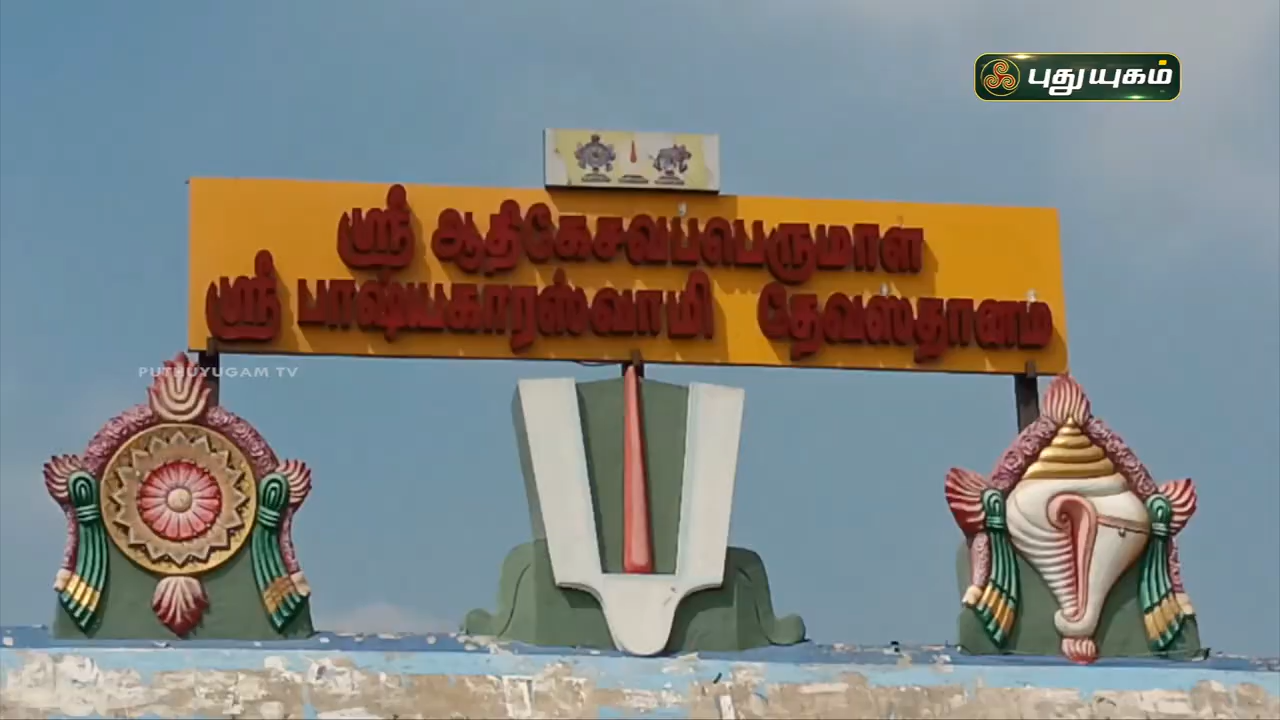 புதுயுகம்
ஸ்ரீ ஆதிகேசவப்பெருமாள்
ஸ்ரீ பாஷ்யகாரஸ்வாமி தேவஸ்தானம்
PUTHUYUGAM TV